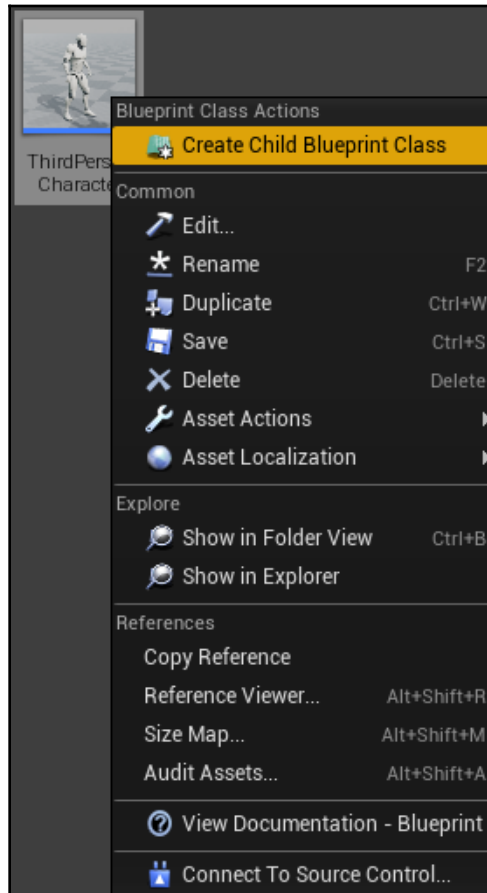 Blueprint Class Actions
Create Child Blueprint Class
ThirdPers
Characte
Common
Edit...
Rename F2
Duplicate Ctrl+W
Save Ctrl+S
Delete Delete
Asset Actions
Asset Localization
Explore
Show in Folder View Ctrl+B
Show in Explorer
References
Copy Reference
Reference Viewer... Alt+Shift+R
Size Map... Alt+Shift+M
Audit Assets... Alt+Shift+A
View Documentation - Blueprint
Connect To Source Control...